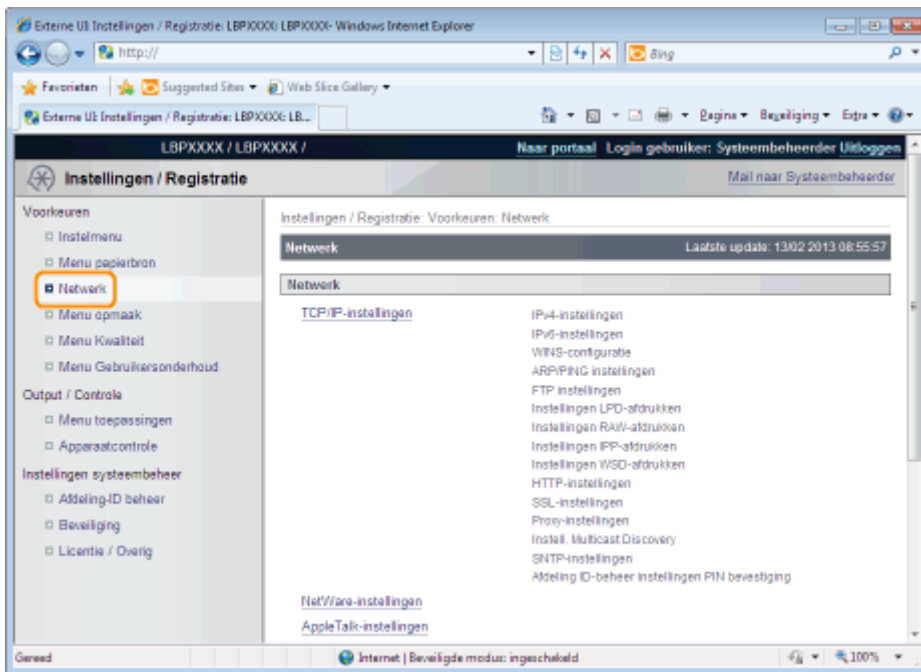 Externe UI: Instellingen / Registratie: LBPXXXX: LBPXXXX- Windows Internet Explorer
http://
Bing
Favorieten Suggested Sites Web Slice Gallery
Externe UI: Instellingen / Registratie: LBPXXXX: LB...
Pagina Beveiliging Extra
LBPXXXX / LBPXXXX /
Naar portaal Login gebruiker: Systeembeheerder Uitloggen
Instellingen / Registratie
Mail naar Systeembeheerder
Voorkeuren
Instelmenu
Menu papierbron
Netwerk
Menu opmaak
Menu Kwaliteit
Menu Gebruikersonderhoud
Output / Controle
Menu toepassingen
Apparaatcontrole
Instellingen systeembeheer
Afdeling-ID beheer
Beveiliging
Licentie / Overig
Instellingen / Registratie: Voorkeuren: Netwerk
Netwerk Laatste update: 13/02 2013 08:55:57
Netwerk
TCP/IP-instellingen
IPv4-instellingen
IPv6-instellingen
WINS-configuratie
ARP/PING instellingen
FTP instellingen
Instellingen LPD-afdrukken
Instellingen RAW-afdrukken
Instellingen IPP-afdrukken
Instellingen WSD-afdrukken
HTTP-instellingen
SSL-instellingen
Proxy-instellingen
Instell. Multicast Discovery
SNTP-instellingen
Afdeling ID-beheer instellingen PIN bevestiging
NetWare-instellingen
AppleTalk-instellingen
Gereed Internet | Beveiligde modus: ingeschakeld 100%